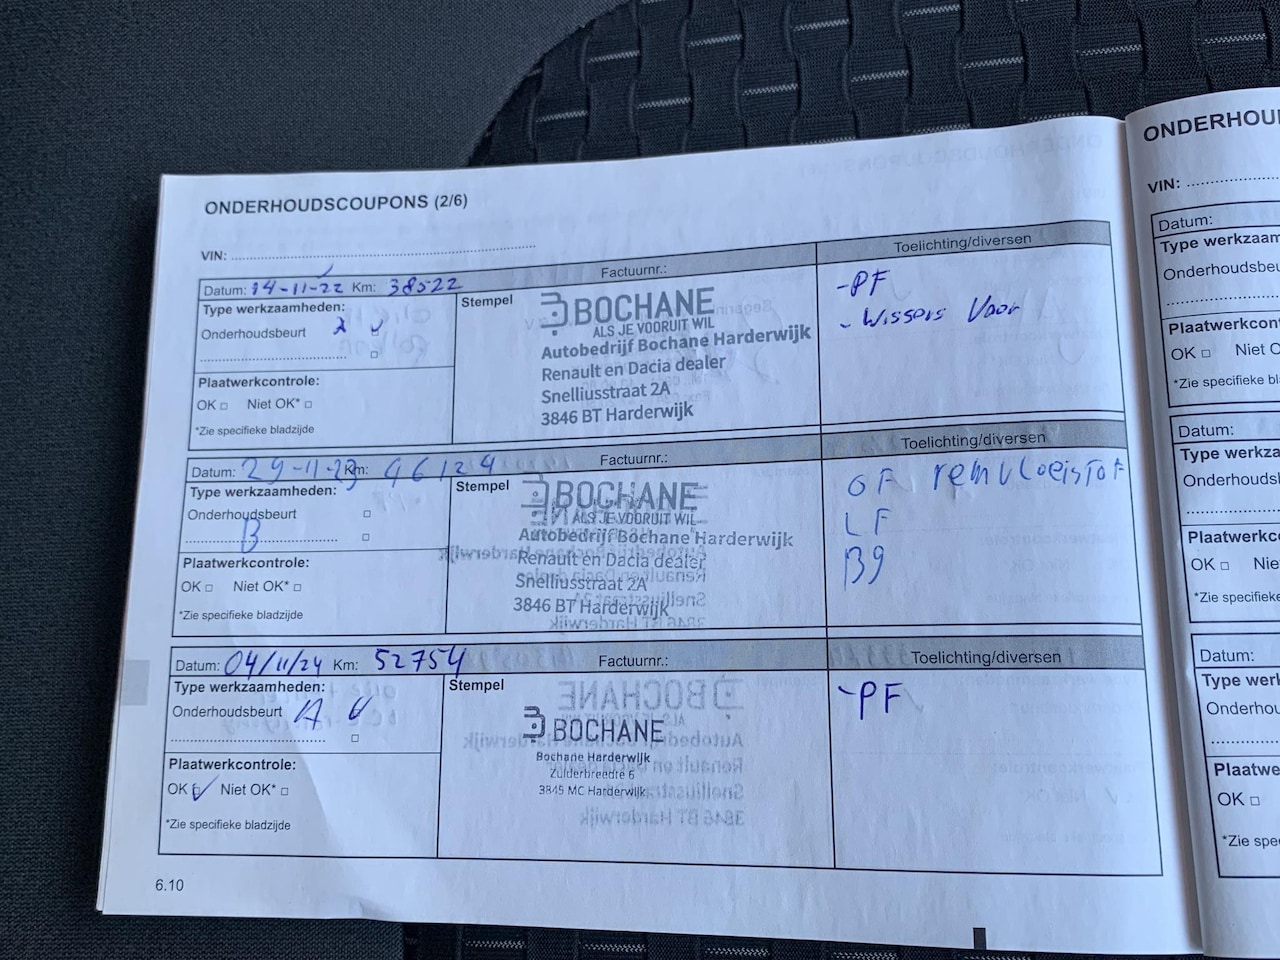 ONDERHOUDSCOUPONS (2/6)
VIN:
Datum: 14-11-22 Km: 38522 Factuurnr.: Toelichting/diversen
Type werkzaamheden:
Onderhoudsbeurt
Plaatwerkcontrole:
OK Niet OK*
*Zie specifieke bladzijde
Stempel
BOCHANE
ALS JE VOORUIT WIL
Autobedrijf Bochane Harderwijk
Renault en Dacia dealer
Snelliusstraat 2A
3846 BT Harderwijk
-PF
- Wissers Voor
Datum: 29-11-23 Km: 46124 Factuurnr.: Toelichting/diversen
Type werkzaamheden:
Onderhoudsbeurt
B
Plaatwerkcontrole:
OK Niet OK*
*Zie specifieke bladzijde
Stempel
BOCHANE
ALS JE VOORUIT WIL
Autobedrijf Bochane Harderwijk
Renault en Dacia dealer
Snelliusstraat 2A
3846 BT Harderwijk
OF remvloeistof
LF
Datum: 04/11/24 Km: 52754 Factuurnr.: Toelichting/diversen
Type werkzaamheden:
Onderhoudsbeurt A
Plaatwerkcontrole:
OK Niet OK*
*Zie specifieke bladzijde
Stempel
BOCHANE
Bochane Harderwijk
Zuiderbreedte 6
3845 MC Harderwijk
-PF
6.10
ONDERHOU
VIN:
Datum:
Type werkzaam
Onderhoudsbeu
Plaatwerkcont
OK Niet O
*Zie specifieke bla
Datum:
Type werkza
Onderhoudsl
Plaatwerkco
OK Nie
*Zie specifieke
Datum:
Type werk
Onderhou
Plaatwe
OK
*Zie spe